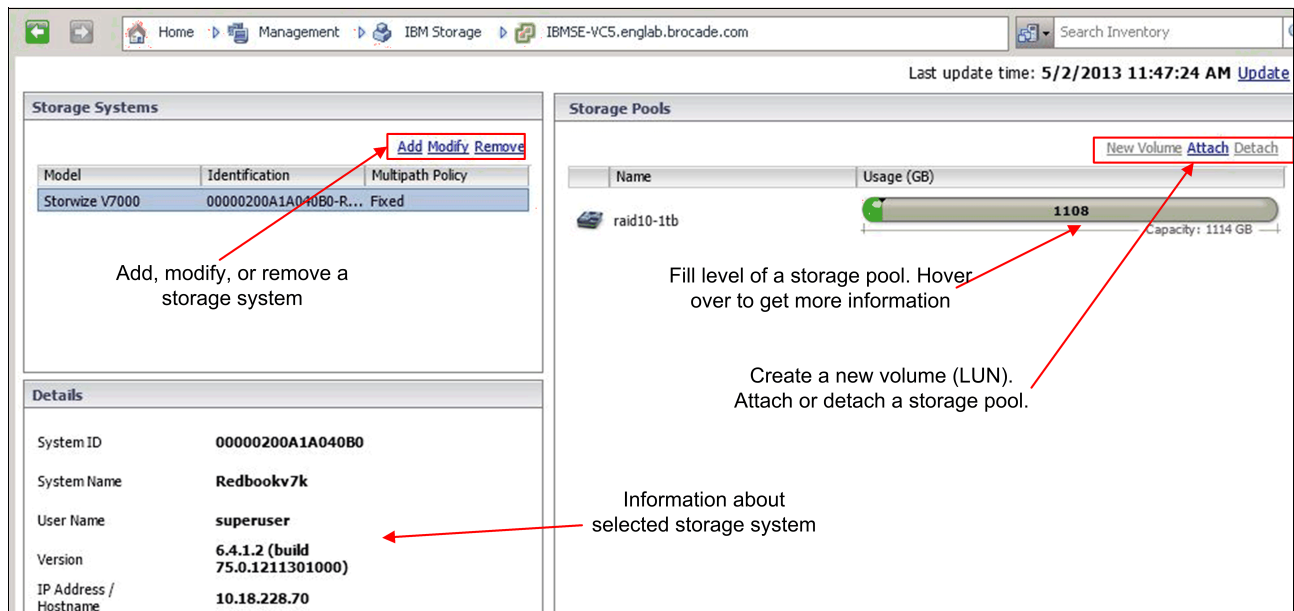 Home Management IBM Storage IBMSE-VC5.englab.brocade.com Search Inventory
Last update time: 5/2/2013 11:47:24 AM Update
Storage Systems
Add Modify Remove
Model Identification Multipath Policy
Storwize V7000 00000200A1A040B0-R... Fixed
Add, modify, or remove a
storage system
Storage Pools
New Volume Attach Detach
Name Usage (GB)
raid10-1tb 1108
Capacity: 1114 GB
Fill level of a storage pool. Hover
over to get more information
Create a new volume (LUN).
Attach or detach a storage pool.
Details
System ID 00000200A1A040B0
System Name Redbookv7k
User Name superuser
Version 6.4.1.2 (build
75.0.1211301000)
IP Address /
Hostname 10.18.228.70
Information about
selected storage system